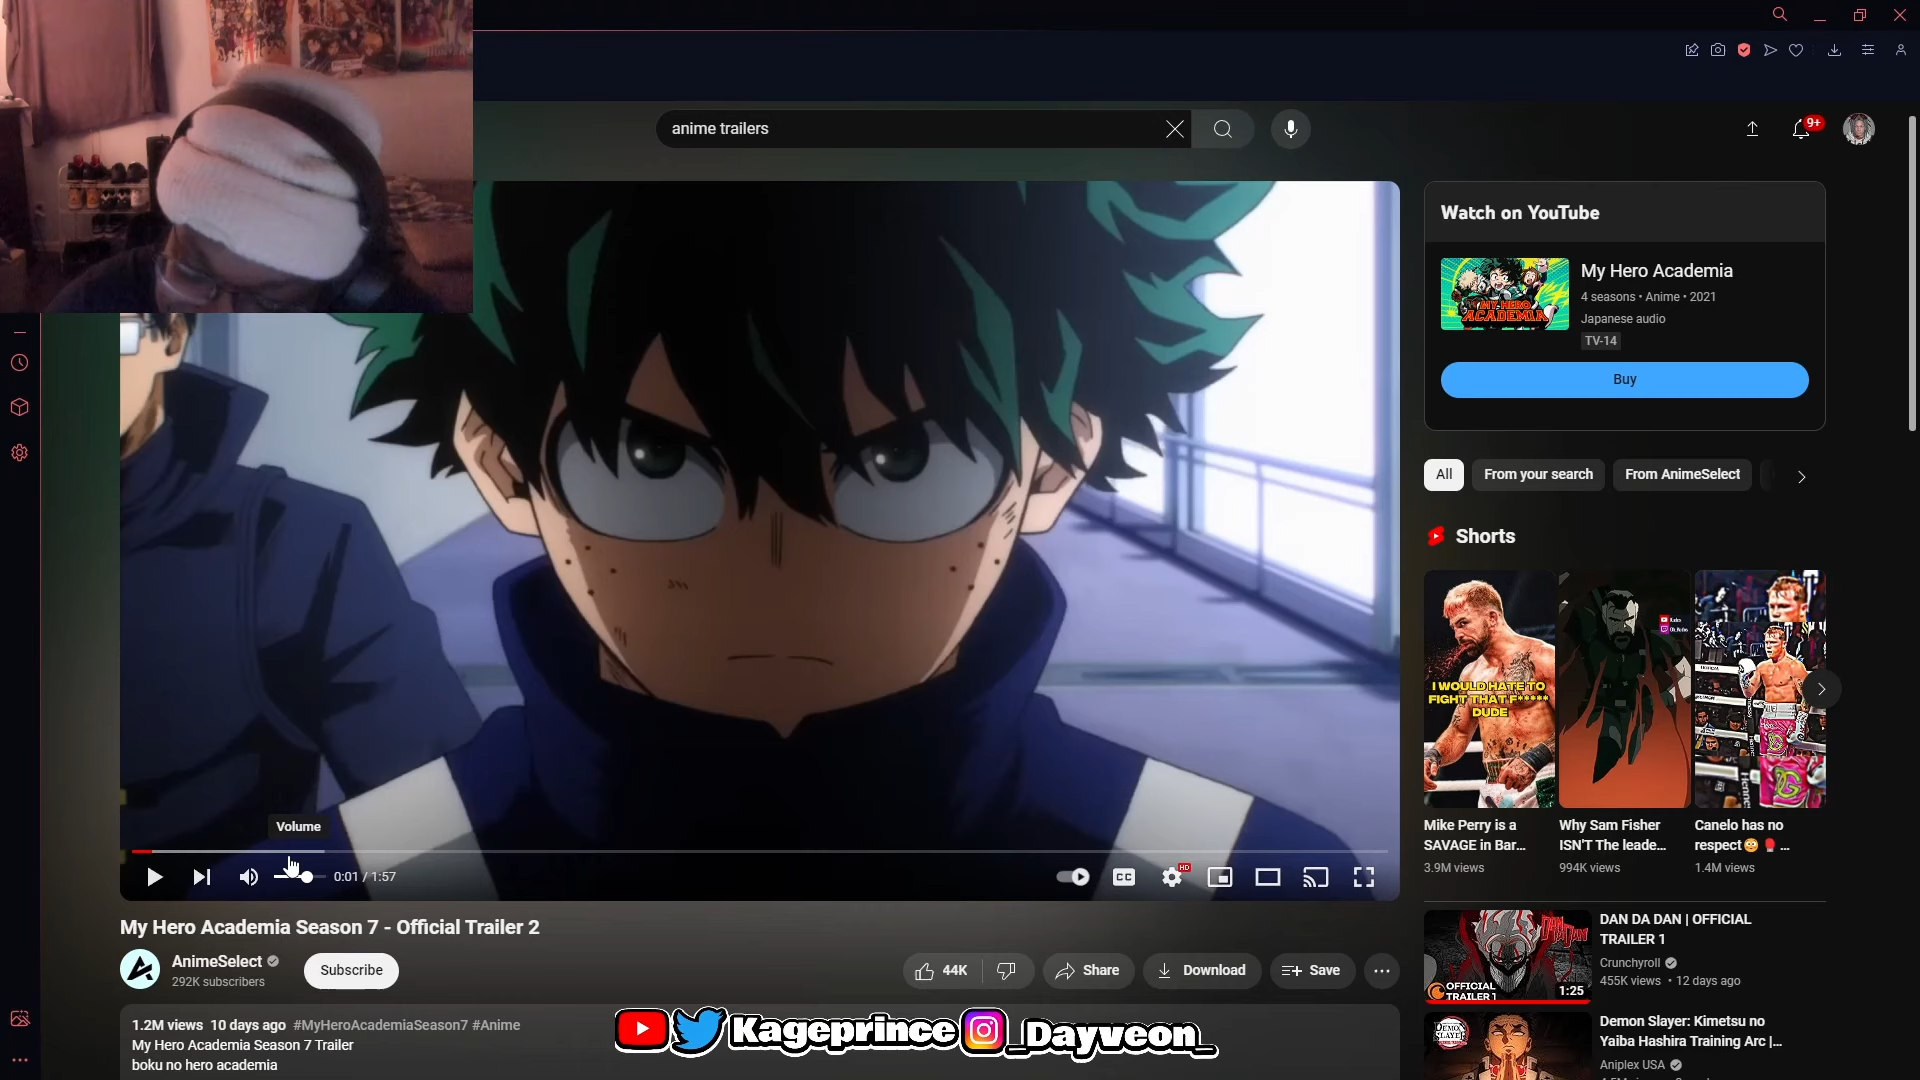 anime trailers
9+
Watch on YouTube
MY HERO
ACADEMIA
My Hero Academia
4 seasons • Anime • 2021
Japanese audio
TV-14
Buy
All
From your search
From AnimeSelect
Shorts
I WOULD HATE TO
FIGHT THAT F*****
DUDE
Mike Perry is a
SAVAGE in Bar...
3.9M views
Why Sam Fisher
ISN'T The leade...
994K views
Canelo has no
respect😳🥊 ...
1.4M views
Volume
0:01 / 1:57
CC
HD
My Hero Academia Season 7 - Official Trailer 2
AnimeSelect
292K subscribers
Subscribe
44K
Share
Download
Save
1.2M views 10 days ago #MyHeroAcademiaSeason7 #Anime
My Hero Academia Season 7 Trailer
boku no hero academia
Kageprince
_Dayveon_
OFFICIAL
TRAILER 1
1:25
DAN DA DAN | OFFICIAL
TRAILER 1
Crunchyroll
455K views • 12 days ago
Demon Slayer: Kimetsu no
Yaiba Hashira Training Arc |...
Aniplex USA